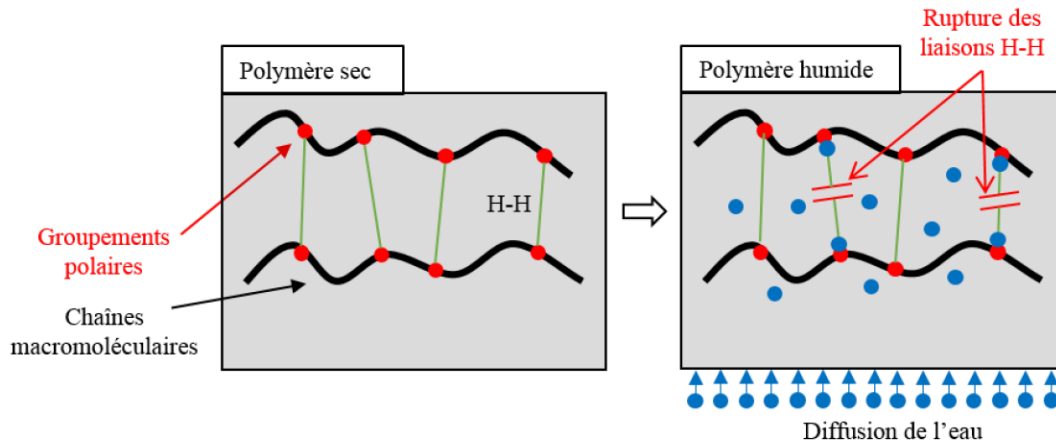 Polymère sec
Groupements
polaires
Chaînes
macromoléculaires
H-H
Rupture des
liaisons H-H
Polymère humide
Diffusion de l’eau